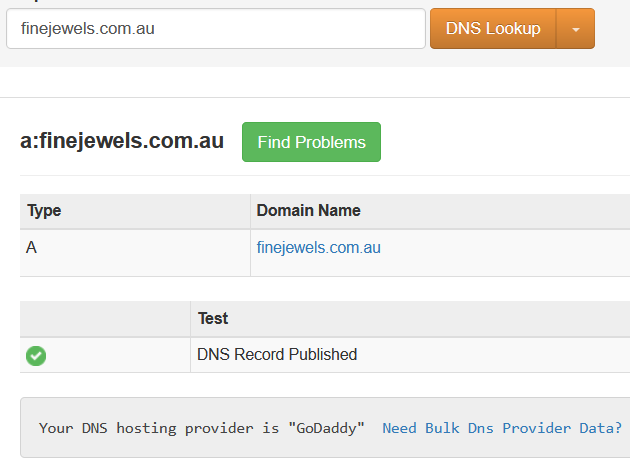 finejewels.com.au DNS Lookup
a:finejewels.com.au Find Problems
Type Domain Name
A finejewels.com.au
Test
DNS Record Published
Your DNS hosting provider is "GoDaddy" Need Bulk Dns Provider Data?